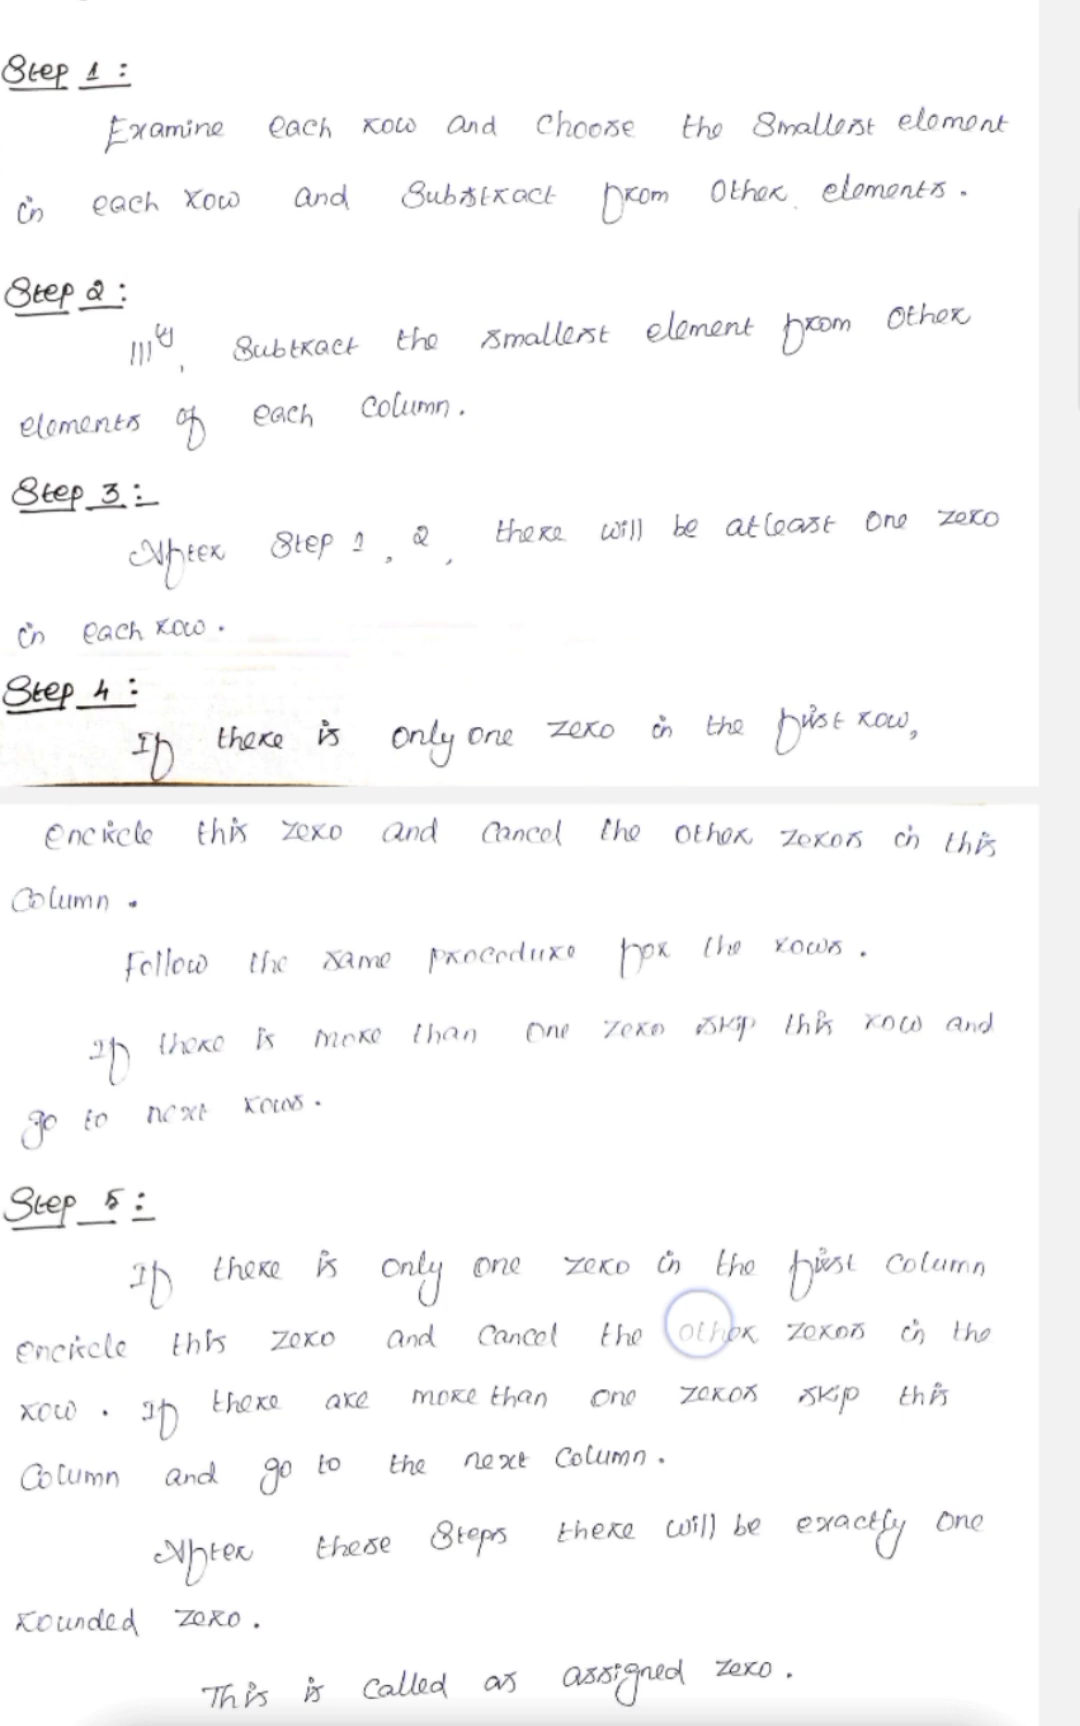 Step 1 :
Examine each row and choose the smallest element
in each row and substract from other elements.
Step 2 :
|||ly, subtract the smallest element from other
elements of each column.
Step 3 :
After step 1, 2, there will be atleast one zero
in each row.
Step 4 :
If there is only one zero in the first row,
encircle this zero and cancel the other zeros in this
column.
Follow the same procedure for the rows.
If there is more than one zero skip this row and
go to next rows.
Step 5 :
If there is only one zero in the first column
encircle this zero and cancel the other zeros in the
row. If there are more than one zeros skip this
column and go to the next column.
After these steps there will be exactly one
rounded zero.
This is called as assigned zero.